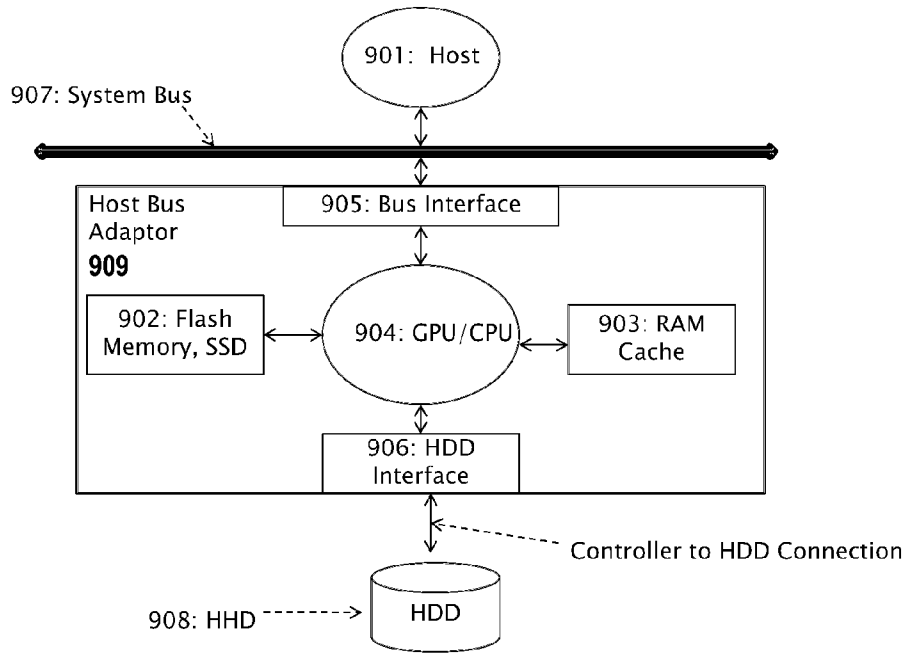 901: Host
907: System Bus
Host Bus
Adaptor
909
905: Bus Interface
902: Flash
Memory, SSD
904: GPU/CPU
903: RAM
Cache
906: HDD
Interface
Controller to HDD Connection
908: HHD
HDD